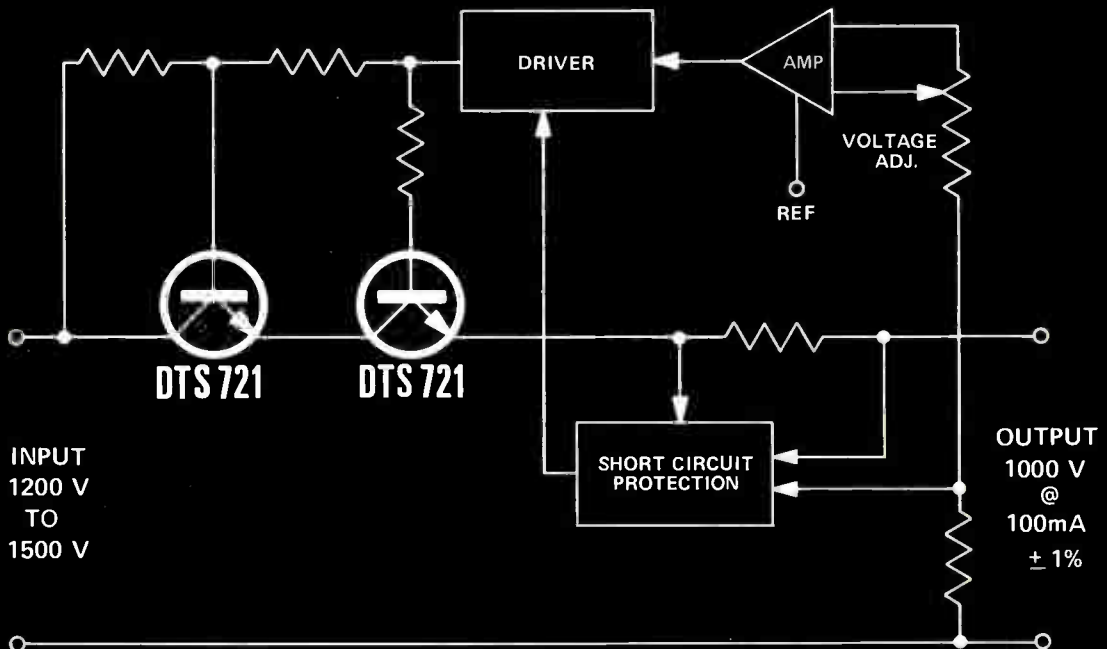 DRIVER
AMP
VOLTAGE
ADJ.
REF
DTS 721
DTS 721
INPUT
1200 V
TO
1500 V
SHORT CIRCUIT
PROTECTION
OUTPUT
1000 V
@
100mA
± 1%